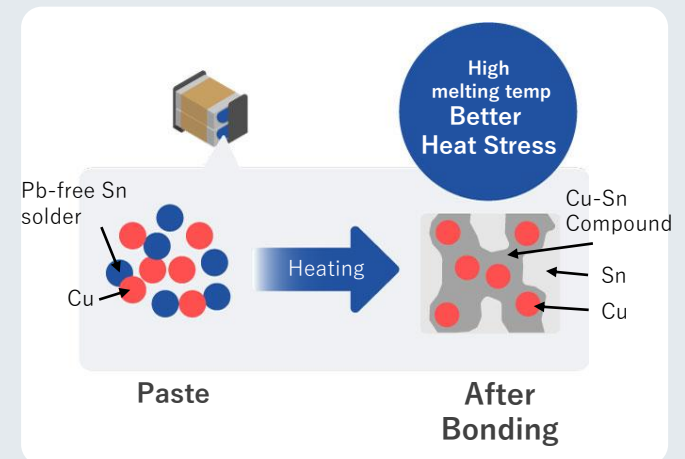 High
melting temp
Better
Heat Stress
Pb-free Sn
solder
Cu
Heating
Cu-Sn
Compound
Sn
Cu
Paste
After
Bonding